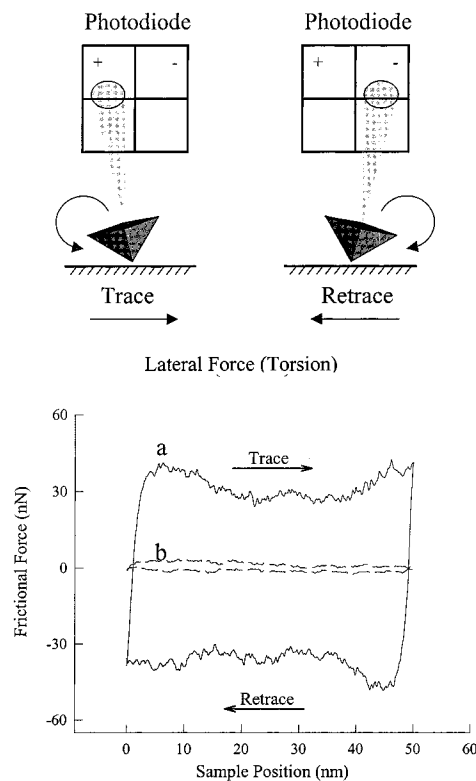 Photodiode Photodiode
+ - + -
Trace Retrace
Lateral Force (Torsion)
60
a
Trace
30
b
0
-30
Retrace
-60
0 10 20 30 40 50 60
Frictional Force (nN)
Sample Position (nm)